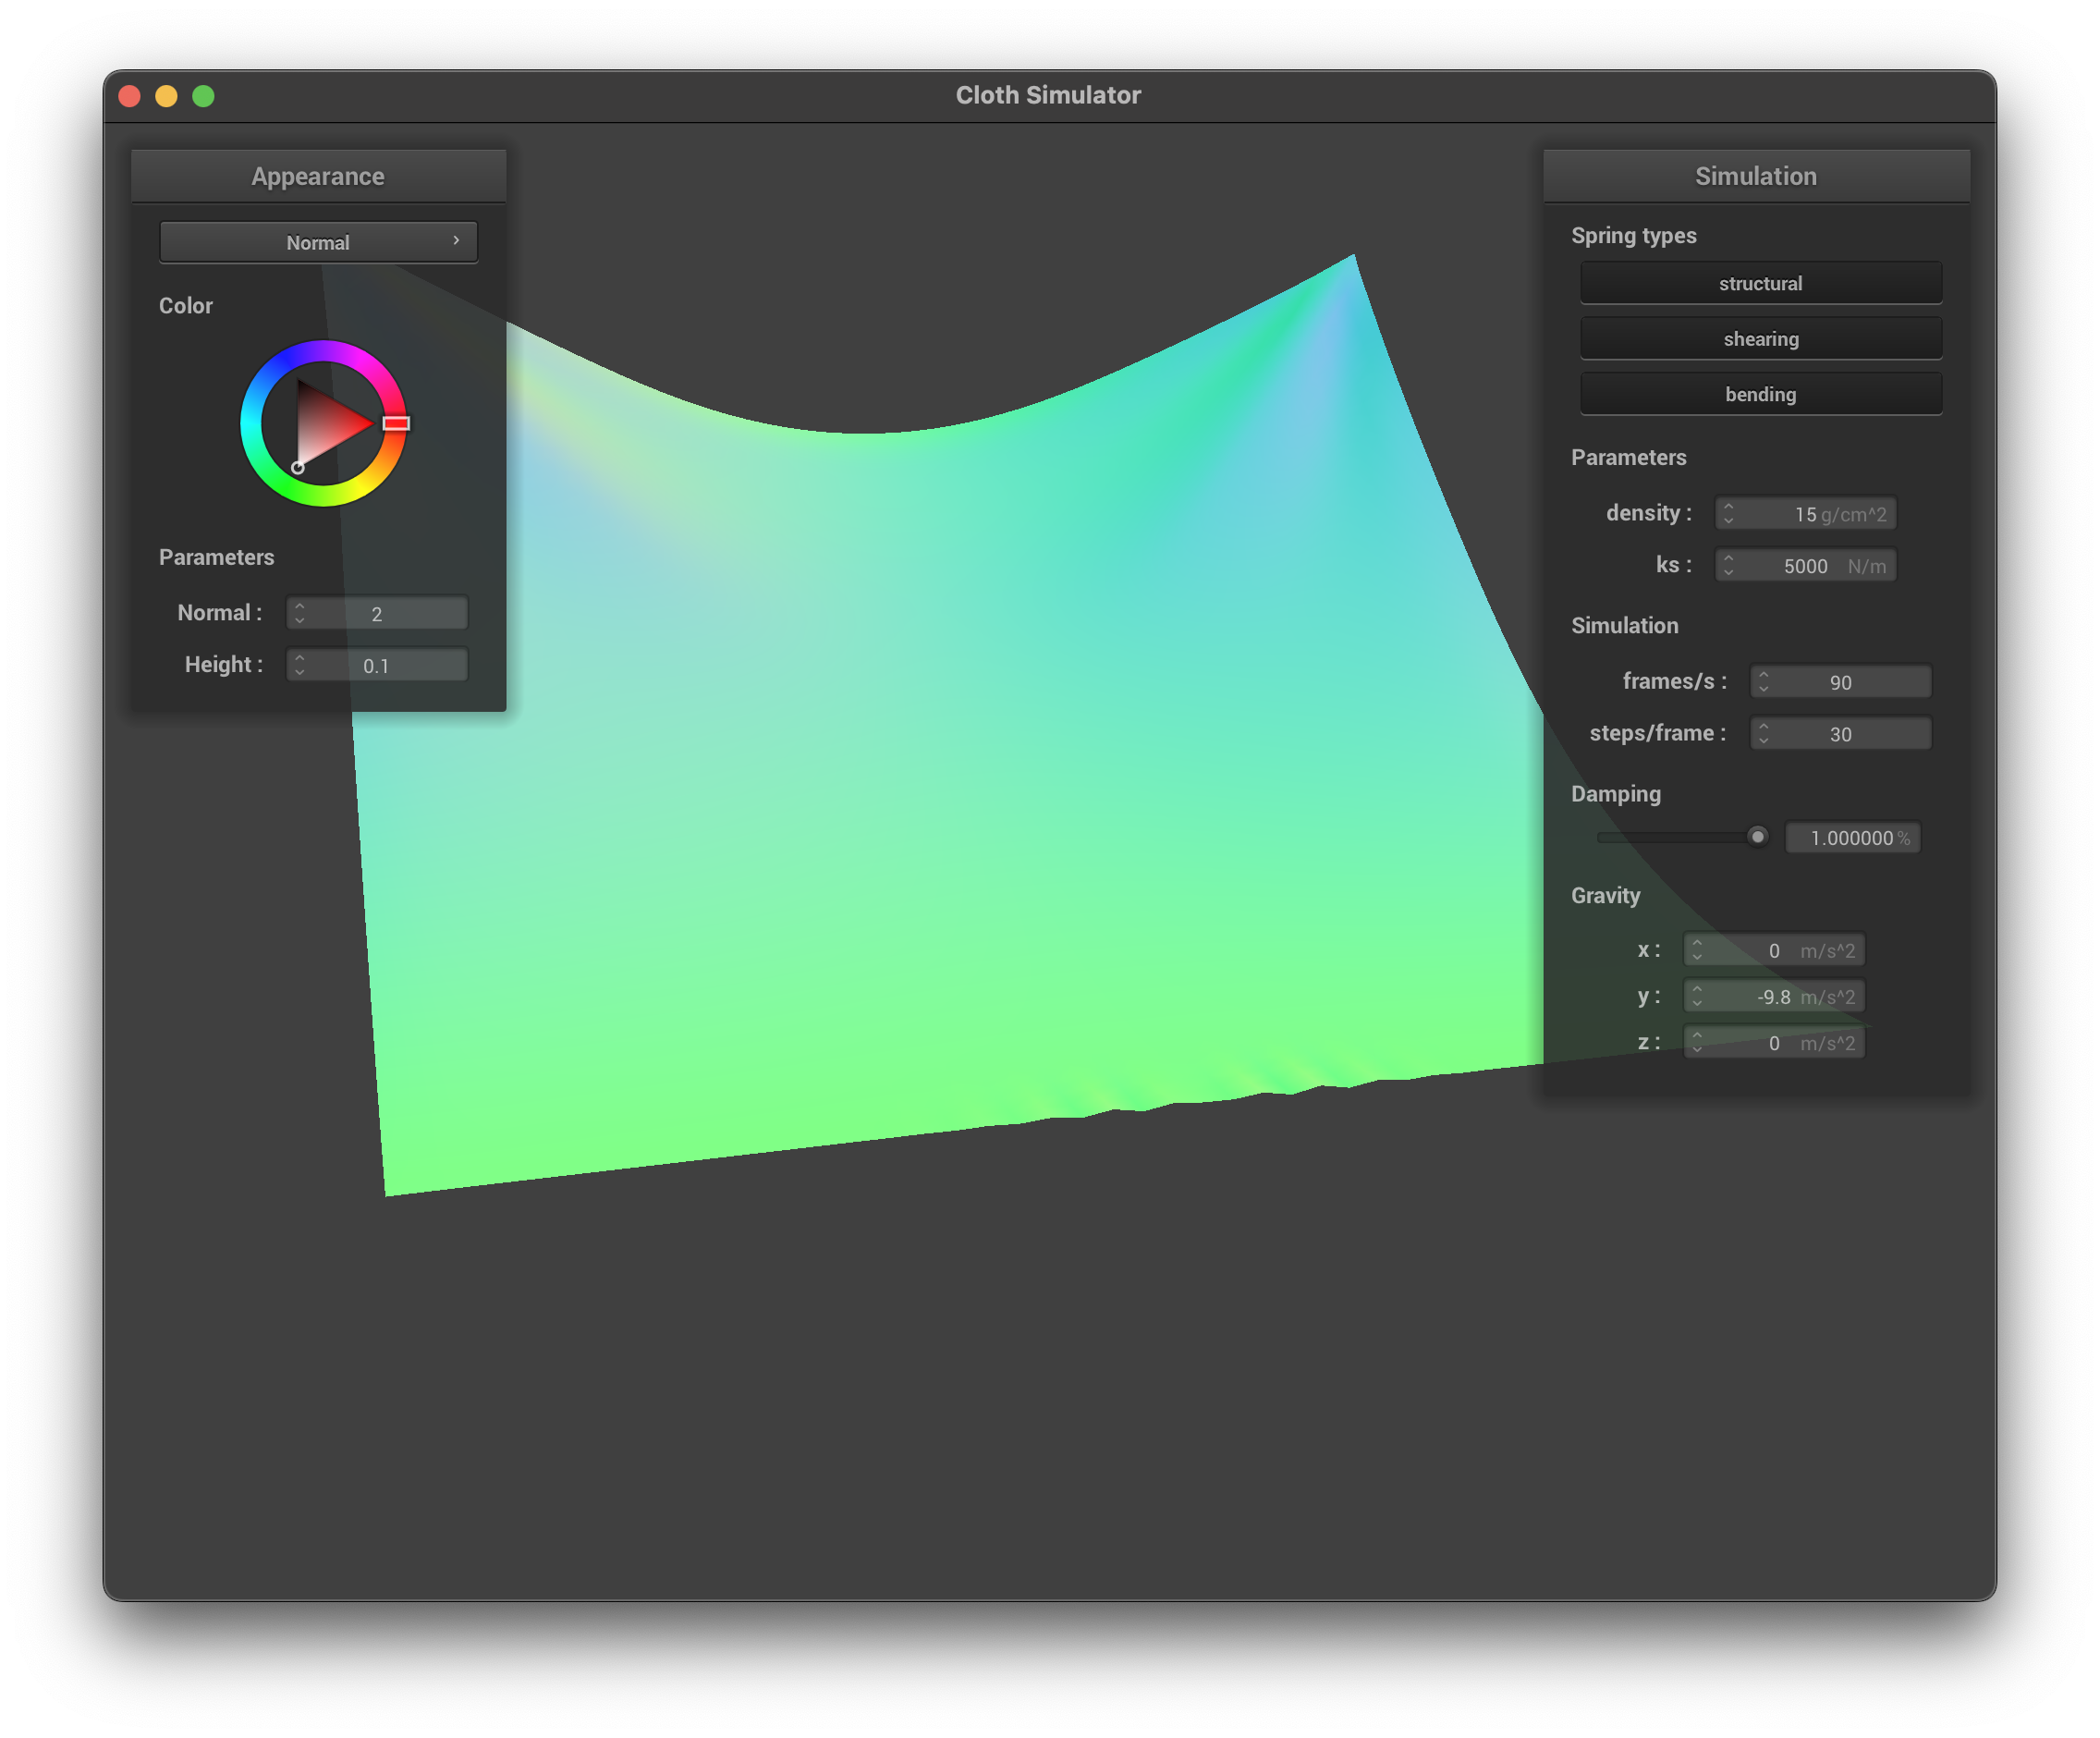 Cloth Simulator
Appearance
Normal
Color
Parameters
Normal : 2
Height : 0.1
Simulation
Spring types
structural
shearing
bending
Parameters
density : 15 g/cm^2
ks : 5000 N/m
Simulation
frames/s : 90
steps/frame : 30
Damping
1.000000 %
Gravity
x : 0 m/s^2
y : -9.8 m/s^2
z : 0 m/s^2